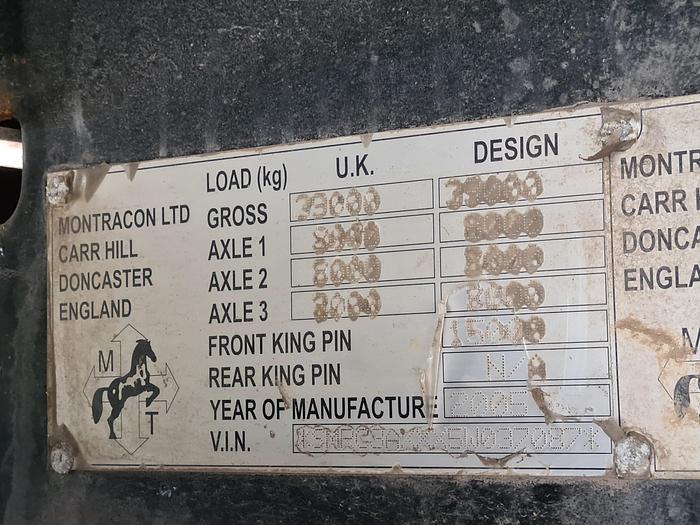 LOAD (kg) U.K. DESIGN
MONTRACON LTD
CARR HILL
DONCASTER
ENGLAND
GROSS 39000 39000
AXLE 1 8000 8000
AXLE 2 8000 8000
AXLE 3 8000 8000
FRONT KING PIN 15000
REAR KING PIN N/A
YEAR OF MANUFACTURE 2005
V.I.N.
M
T
MONTR
CARR H
DONCA
ENGLA
M